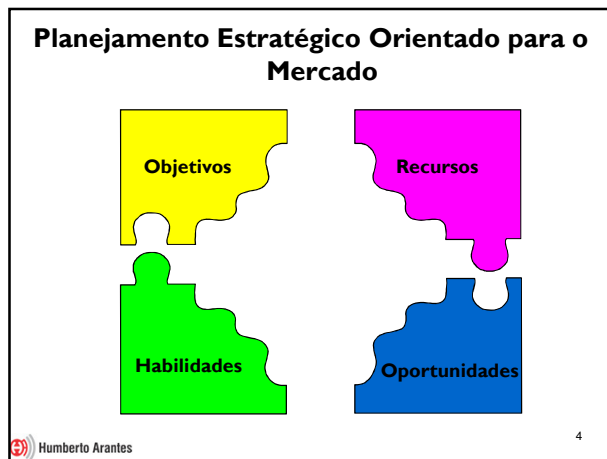 Planejamento Estratégico Orientado para o
Mercado
Objetivos
Recursos
Habilidades
Oportunidades
Humberto Arantes
4